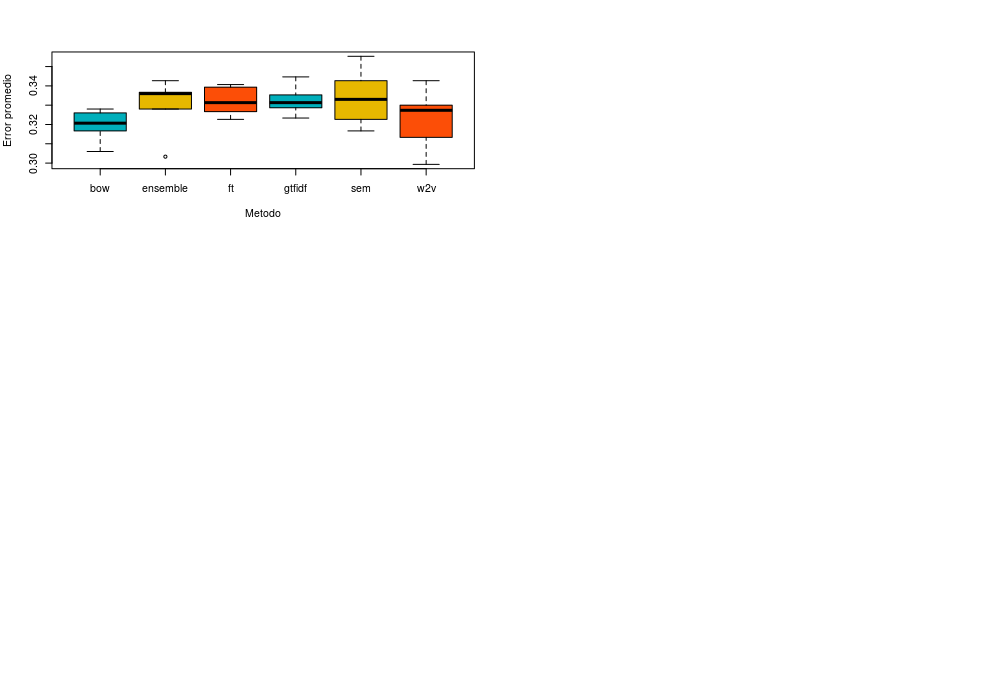 Error promedio
0.34
0.32
0.30
bow ensemble ft gtfidf sem w2v
Metodo